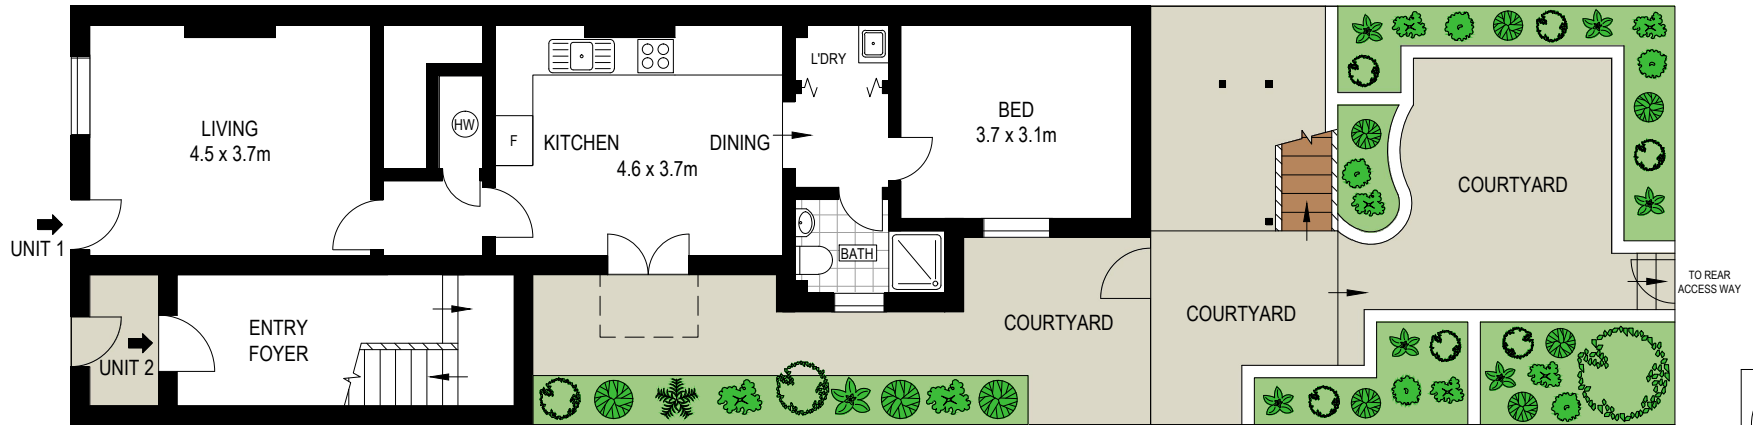 LIVING
4.5 x 3.7m
HW
F
KITCHEN
DINING
4.6 x 3.7m
L'DRY
BED
3.7 x 3.1m
COURTYARD
UNIT 1
BATH
TO REAR
ACCESS WAY
ENTRY
FOYER
UNIT 2
COURTYARD
COURTYARD